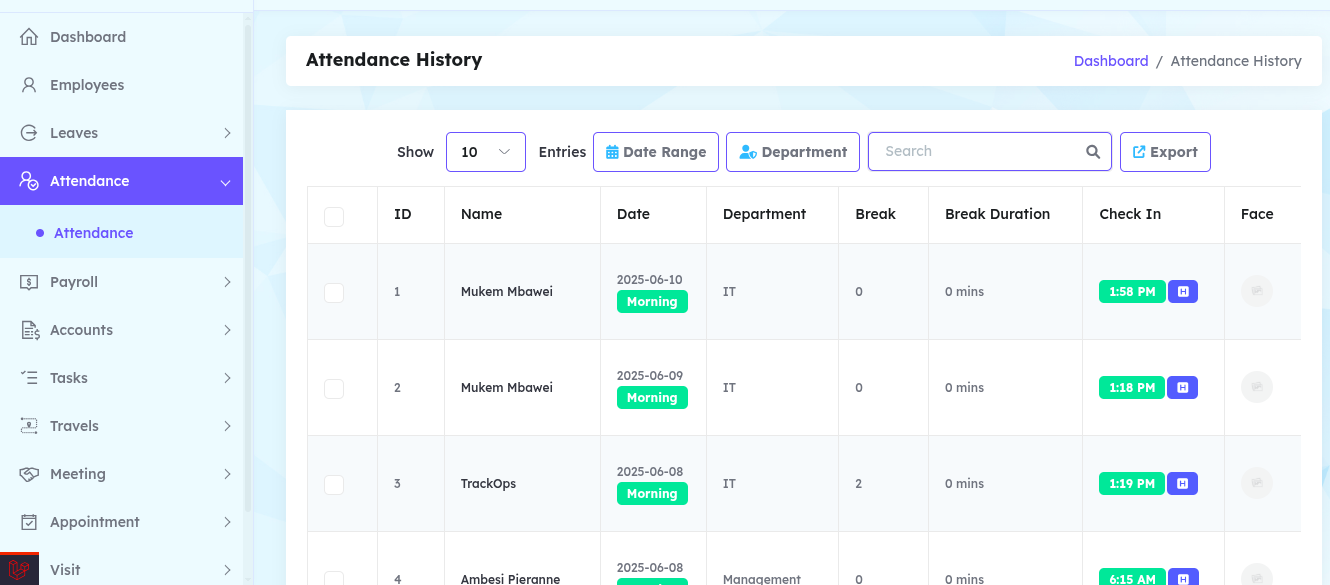 Dashboard
Employees
Leaves
Attendance
Attendance
Payroll
Accounts
Tasks
Travels
Meeting
Appointment
Visit
Attendance History
Dashboard / Attendance History
Show 10 Entries Date Range Department Search Export
ID Name Date Department Break Break Duration Check In Face
1 Mukem Mbawei 2025-06-10 IT 0 0 mins 1:58 PM H
Morning
2 Mukem Mbawei 2025-06-09 IT 0 0 mins 1:18 PM H
Morning
3 TrackOps 2025-06-08 IT 2 0 mins 1:19 PM H
Morning
4 Ambesi Pieranne 2025-06-08 Management 0 0 mins 6:15 AM H